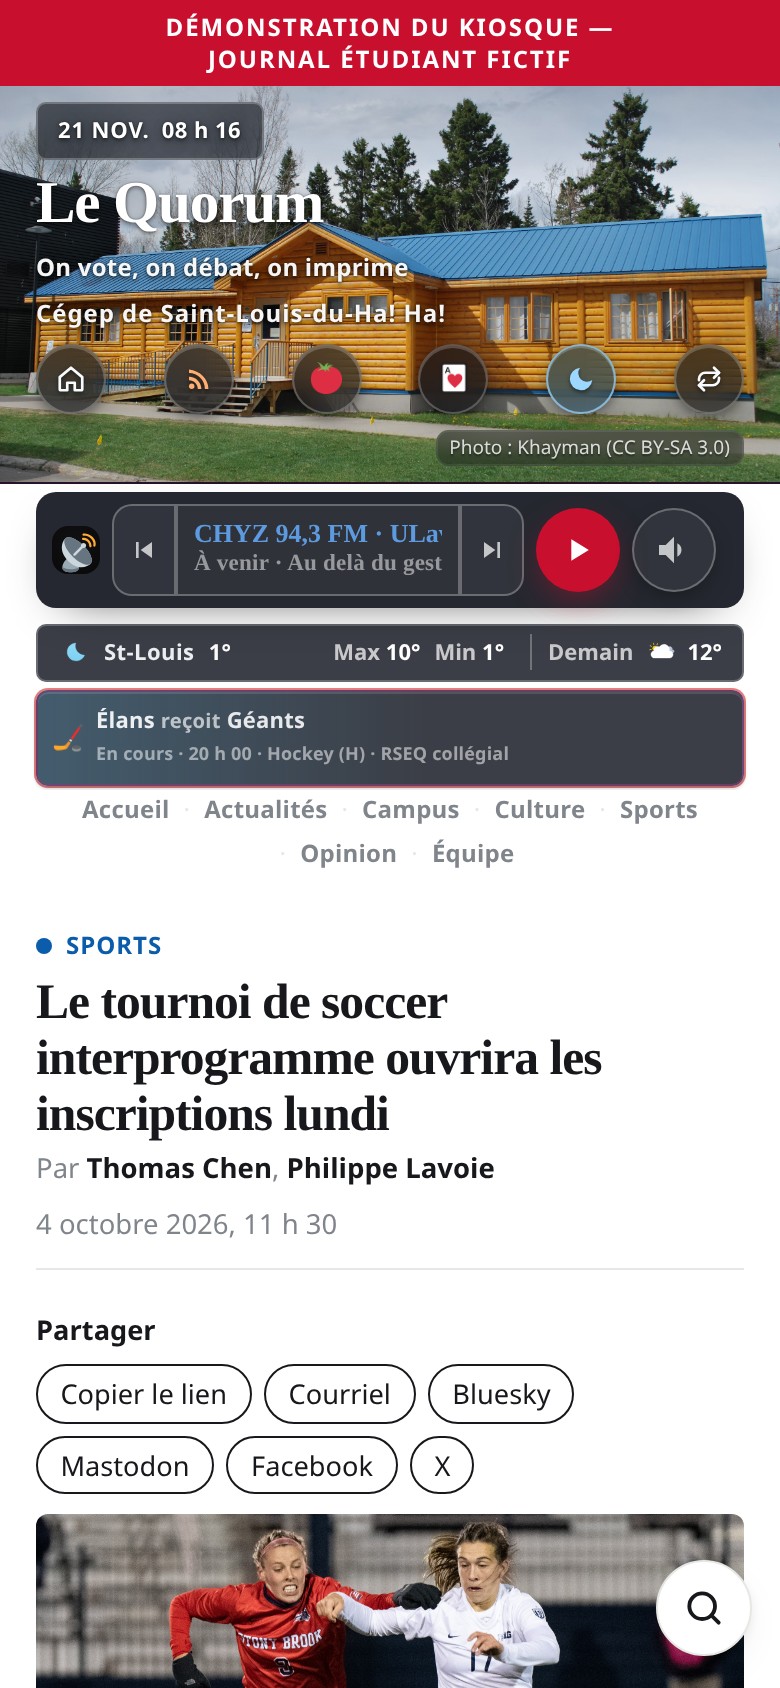 DÉMONSTRATION DU KIOSQUE —
JOURNAL ÉTUDIANT FICTIF
21 NOV. 08 h 16
Le Quorum
On vote, on débat, on imprime
Cégep de Saint-Louis-du-Ha! Ha!
A
Photo : Khayman (CC BY-SA 3.0)
CHYZ 94,3 FM · ULav
À venir · Au delà du gest
St-Louis 1° Max 10° Min 1° Demain 12°
Élans reçoit Géants
En cours · 20 h 00 · Hockey (H) · RSEQ collégial
Accueil · Actualités · Campus · Culture · Sports
· Opinion · Équipe
SPORTS
Le tournoi de soccer
interprogramme ouvrira les
inscriptions lundi
Par Thomas Chen, Philippe Lavoie
4 octobre 2026, 11 h 30
Partager
Copier le lien Courriel Bluesky
Mastodon Facebook X
STONY BROOK
3
17